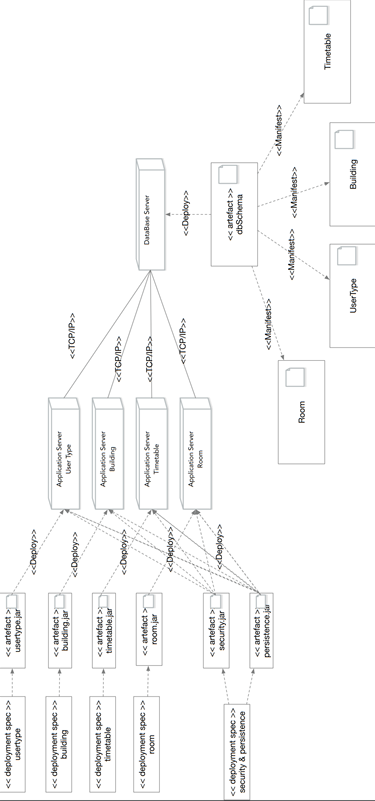 << deployment spec >>
usertype
<< deployment spec >>
building
<< deployment spec >>
timetable
<< deployment spec >>
room
<< deployment spec >>
security & persistence
<< artefact >
usertype.jar
<< artefact >
building.jar
<< artefact >
timetable.jar
<< artefact >
room.jar
<< artefact >
security.jar
<< artefact >
persistence.jar
<<Deploy>>
<<Deploy>>
<<Deploy>>
<<Deploy>>
<<Deploy>>
Application Server
User Type
Application Server
Building
Application Server
Timetable
Application Server
Room
<<TCP/IP>>
<<TCP/IP>>
<<TCP/IP>>
<<TCP/IP>>
DataBase Server
<<Deploy>>
<< artefact >>
dbSchema
<<Manifest>>
<<Manifest>>
<<Manifest>>
<<Manifest>>
Timetable
Building
UserType
Room